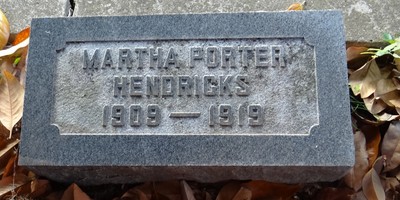 MARTHA PORTER
HENDRICKS
1909 — 1919